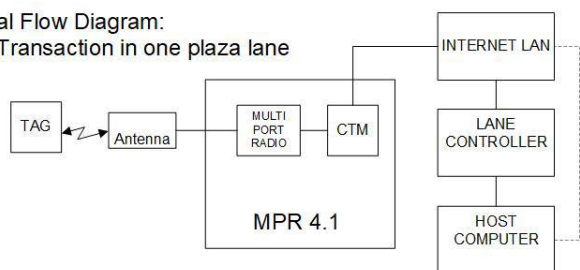 al Flow Diagram:
Transaction in one plaza lane
INTERNET LAN
TAG
Antenna
MULTI
PORT
RADIO
CTM
LANE
CONTROLLER
MPR 4.1
HOST
COMPUTER